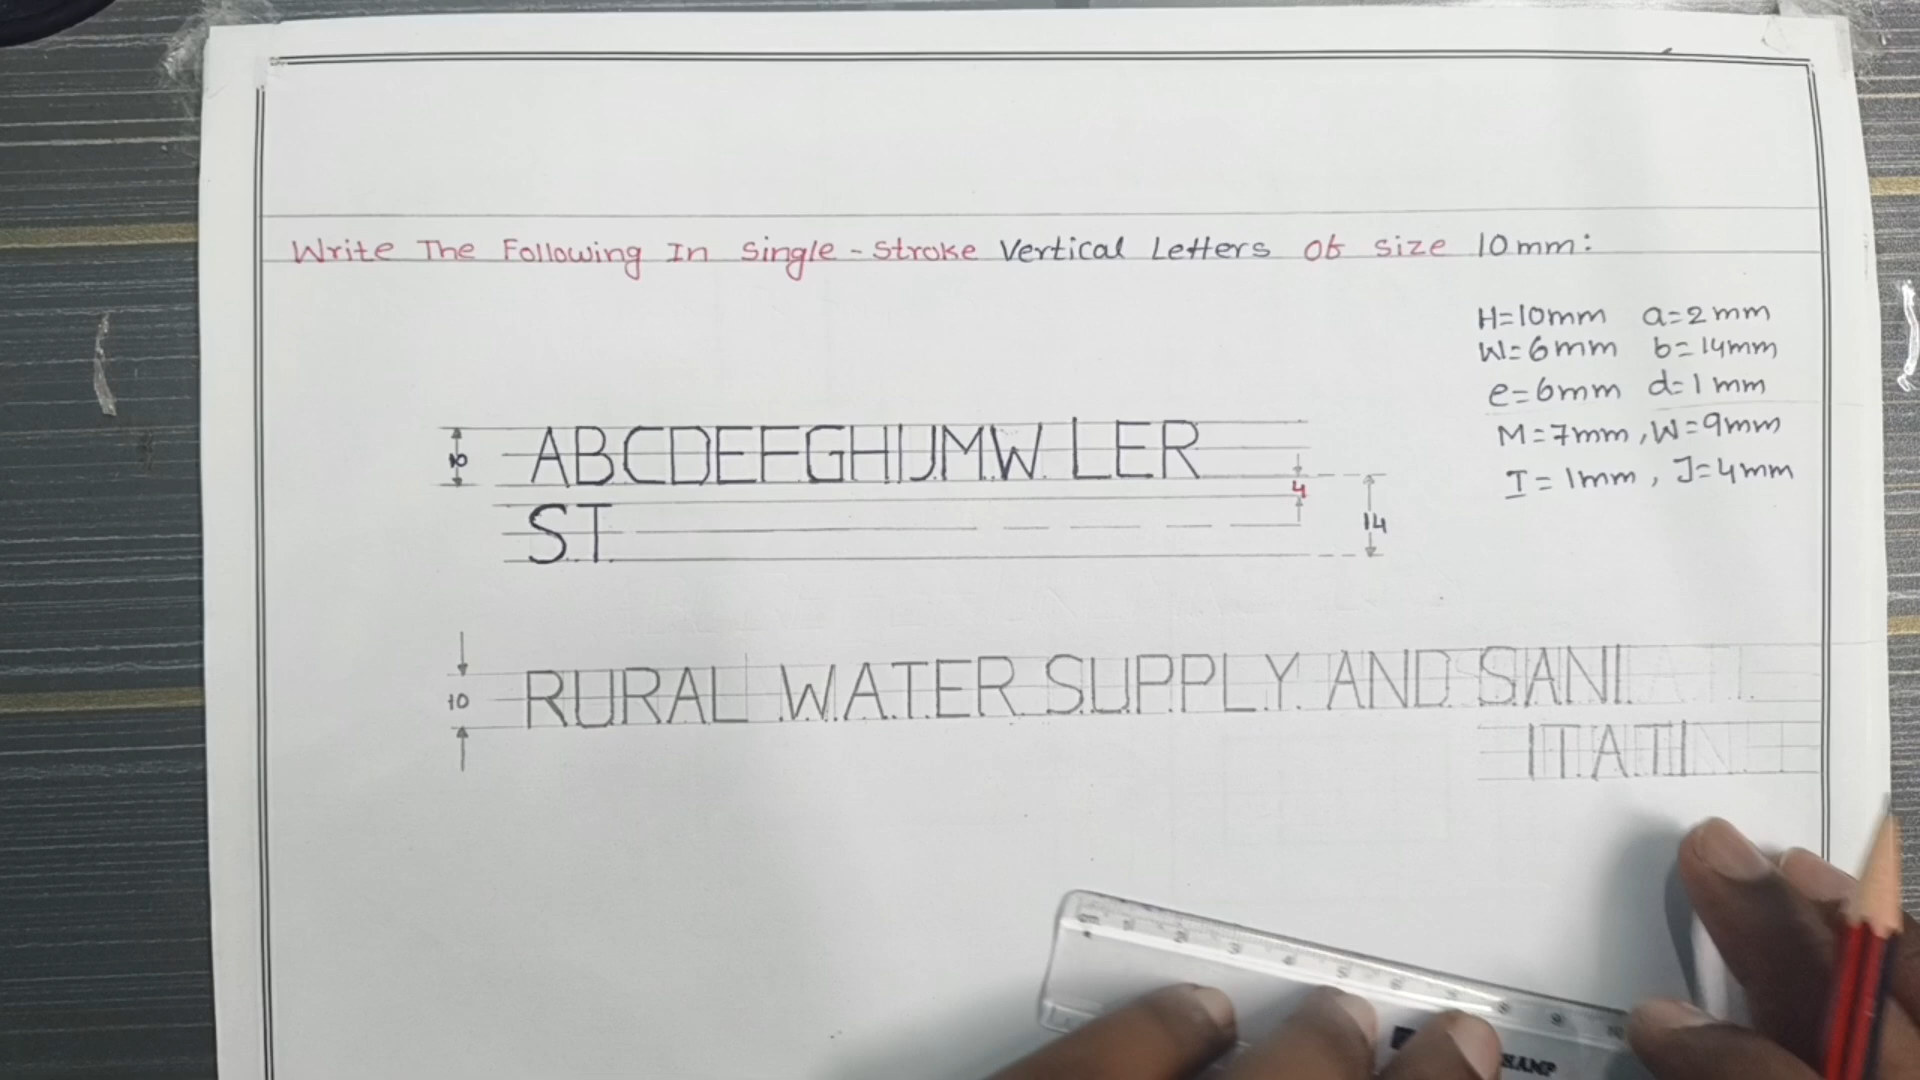 Write The Following In Single - Stroke Vertical Letters Of size 10mm:
H=10mm a=2mm
W=6mm b=14mm
e=6mm d=1mm
M=7mm, W=9mm
I=1mm, J=4mm
10 ABCDEFGHIJMW LER
4
ST
14
10 RURAL WATER SUPPLY AND SANI
ITATI